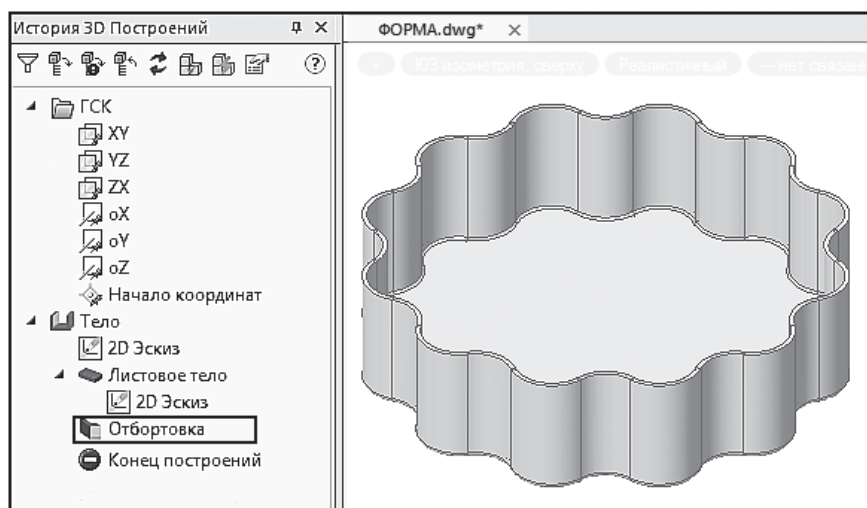 История 3D Построений
ФОРМА.dwg*
ЮЗ изометрия, сверху
Реалистичный
ГСК
XY
YZ
ZX
oX
oY
oZ
Начало координат
Тело
2D Эскиз
Листовое тело
2D Эскиз
Отбортовка
Конец построений